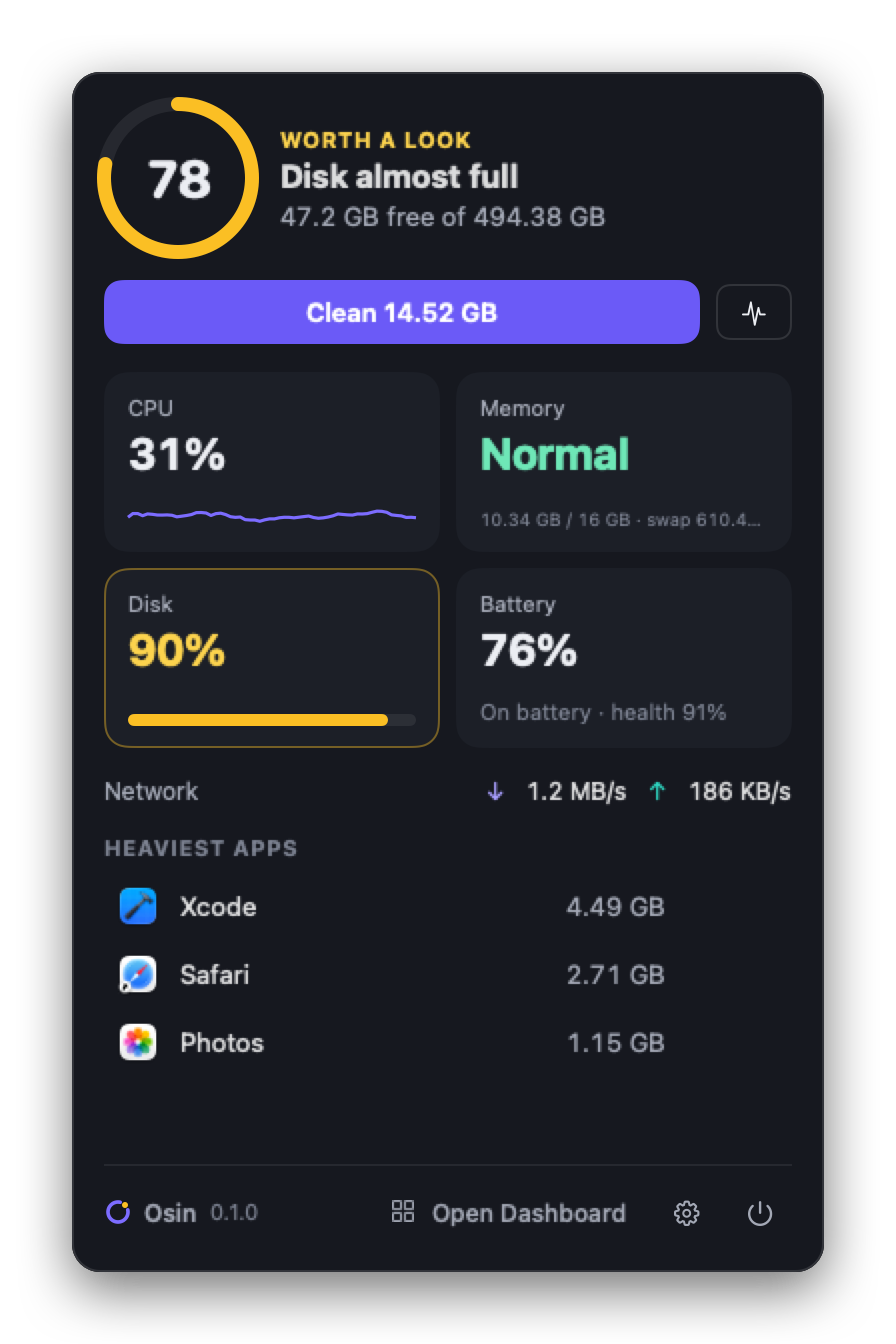 78
WORTH A LOOK
Disk almost full
47.2 GB free of 494.38 GB
Clean 14.52 GB
CPU
31%
Memory
Normal
10.34 GB / 16 GB · swap 610.4...
Disk
90%
Battery
76%
On battery · health 91%
Network ↓ 1.2 MB/s ↑ 186 KB/s
HEAVIEST APPS
Xcode 4.49 GB
Safari 2.71 GB
Photos 1.15 GB
Osin 0.1.0 Open Dashboard